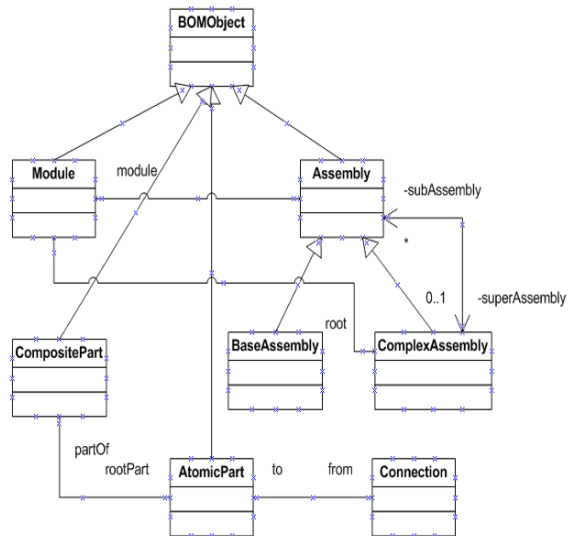 BOMObject
module
Module
Assembly
-subAssembly
*
0..1
-superAssembly
root
CompositePart
BaseAssembly
ComplexAssembly
partOf
rootPart
AtomicPart
to
from
Connection